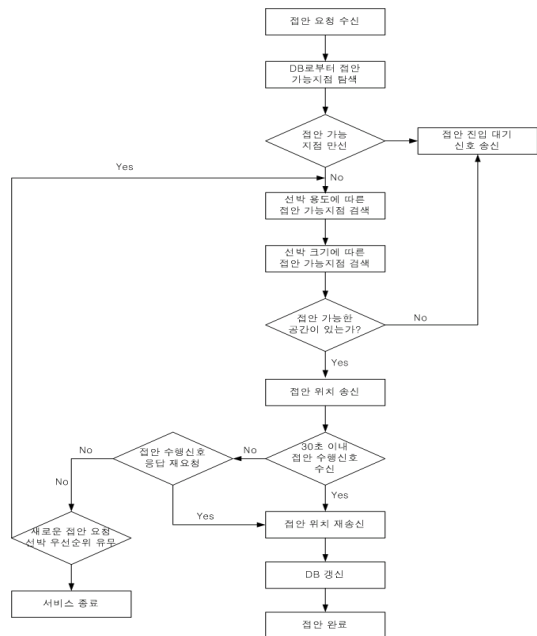 접안 요청 수신
DB로부터 접안
가능지점 탐색
접안 가능
지점 만선
접안 진입 대기
신호 송신
Yes
No
선박 용도에 따른
접안 가능지점 검색
선박 크기에 따른
접안 가능지점 검색
접안 가능한
공간이 있는가?
No
Yes
접안 위치 송신
30초 이내
접안 수행신호
수신
No
접안 수행신호
응답 재요청
No
No
Yes
Yes
접안 위치 재송신
새로운 접안 요청
선박 우선순위 유무
DB 갱신
서비스 종료
접안 완료